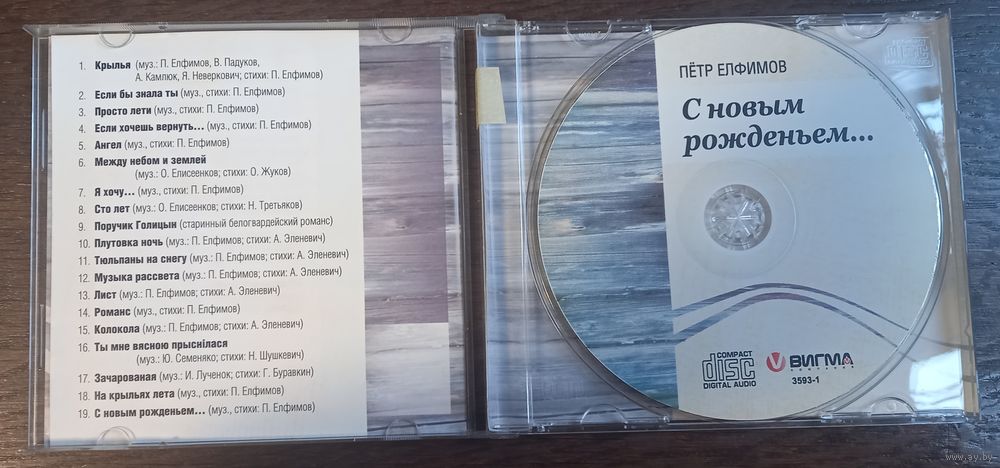 1. Крылья (муз.: П. Елфимов, В. Падуков,
А. Камлюк, Я. Неверкович; стихи: П. Елфимов)
2. Если бы знала ты (муз., стихи: П. Елфимов)
3. Просто лети (муз., стихи: П. Елфимов)
4. Если хочешь вернуть... (муз., стихи: П. Елфимов)
5. Ангел (муз., стихи: П. Елфимов)
6. Между небом и землей
(муз.: О. Елисеенков; стихи: О. Жуков)
7. Я хочу... (муз., стихи: П. Елфимов)
8. Сто лет (муз.: О. Елисеенков; стихи: Н. Третьяков)
9. Поручик Голицын (старинный белогвардейский романс)
10. Плутовка ночь (муз.: П. Елфимов; стихи: А. Эленевич)
11. Тюльпаны на снегу (муз.: П. Елфимов; стихи: А. Эленевич)
12. Музыка рассвета (муз.: П. Елфимов; стихи: А. Эленевич)
13. Лист (муз.: П. Елфимов; стихи: А. Эленевич)
14. Романс (муз., стихи: П. Елфимов)
15. Колокола (муз.: П. Елфимов; стихи: А. Эленевич)
16. Ты мне вясною прыснілася
(муз.: Ю. Семеняко; стихи: Н. Шушкевич)
17. Зачарованая (муз.: И. Лученок; стихи: Г. Буравкин)
18. На крыльях лета (муз., стихи: П. Елфимов)
19. С новым рожденьем... (муз., стихи: П. Елфимов)
ПЁТР ЕЛФИМОВ
С новым
рожденьем...
COMPACT
disc
DIGITAL AUDIO
ВИГМА
3593-1
www.ay.by